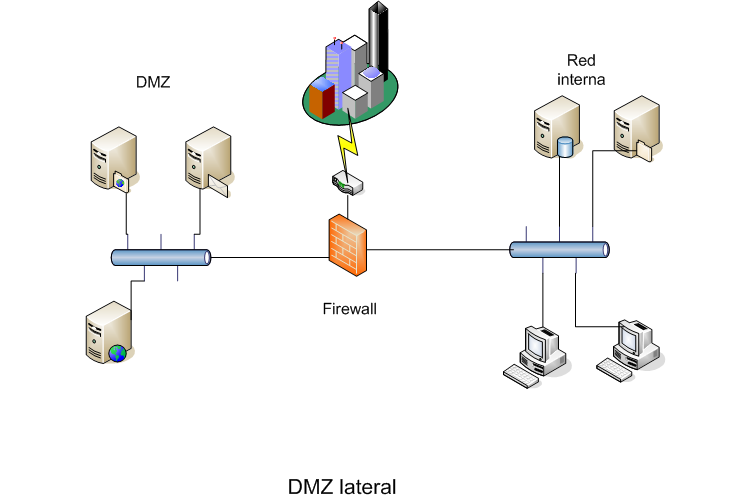 DMZ
Red
interna
Firewall
DMZ lateral